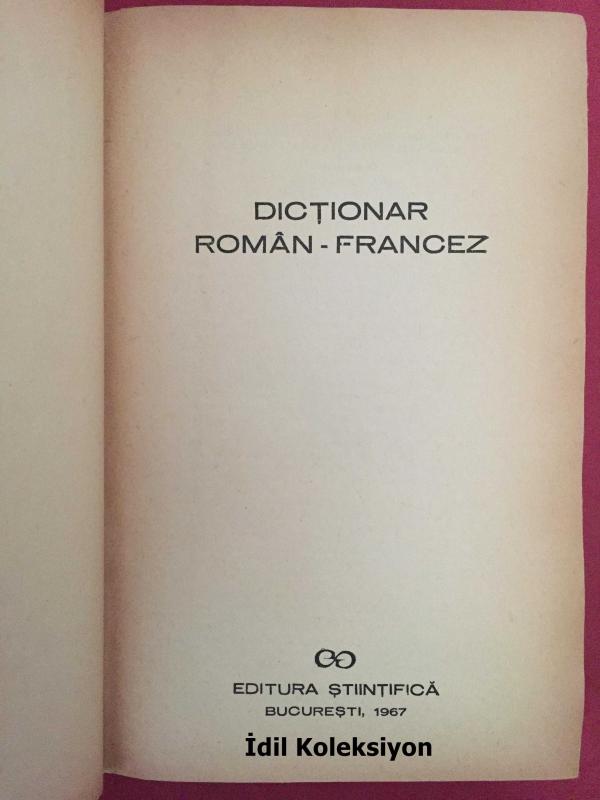 DICȚIONAR
ROMÂN - FRANCEZ
EDITURA ȘTIINȚIFICĂ
BUCUREȘTI, 1967
İdil Koleksiyon